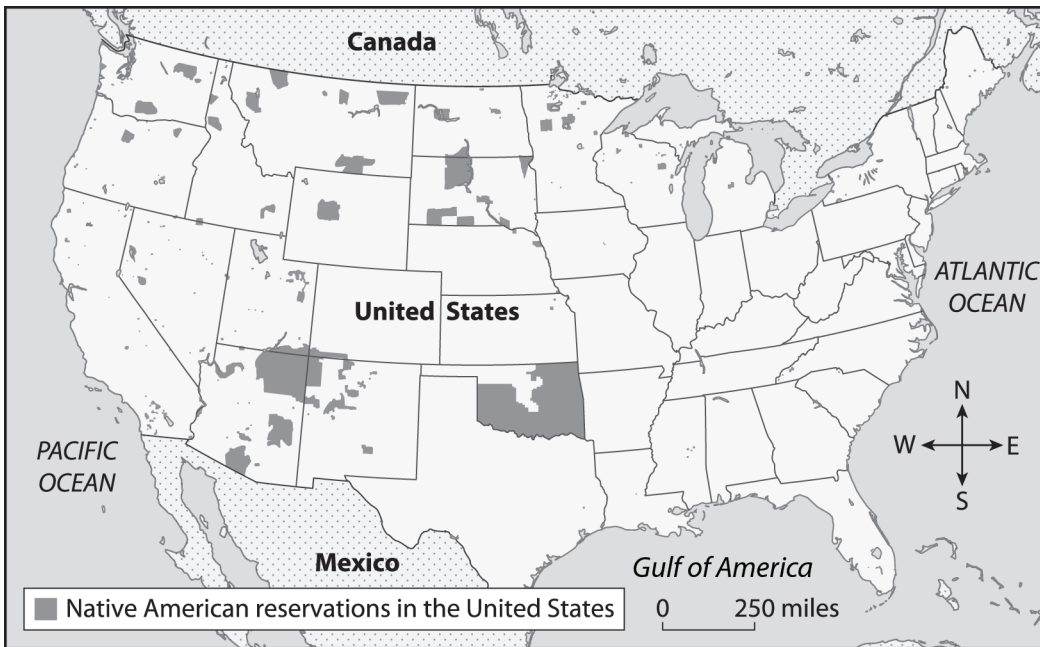 Canada
United States
ATLANTIC
OCEAN
N
W E
S
PACIFIC
OCEAN
Mexico
Gulf of America
Native American reservations in the United States
0 250 miles